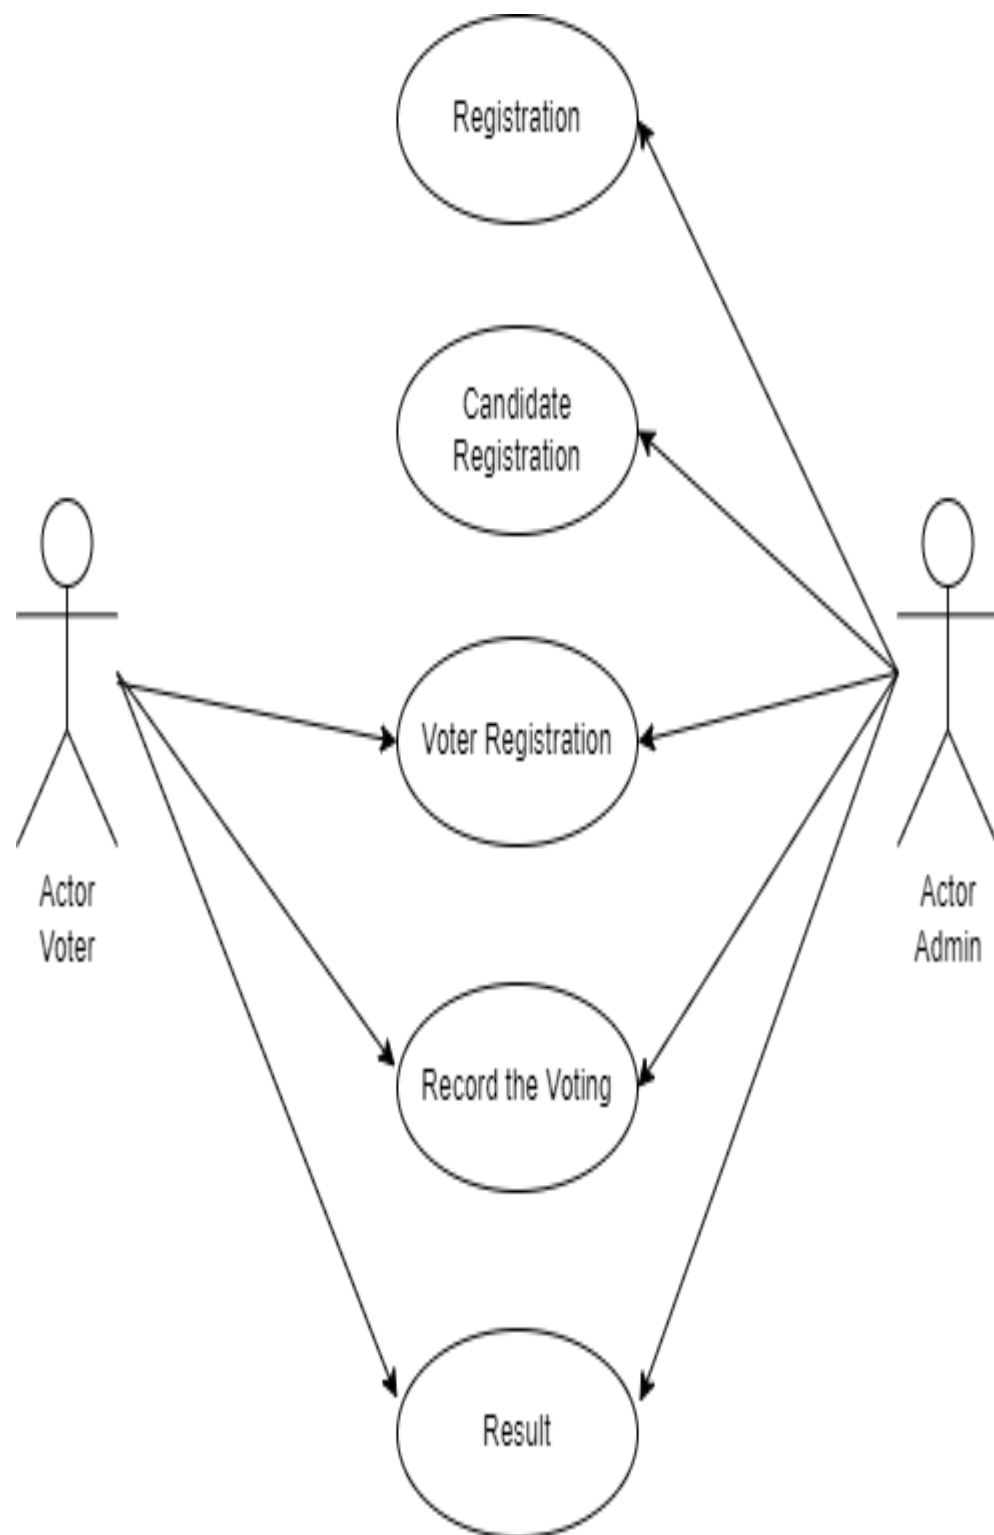 Registration
Candidate
Registration
Voter Registration
Actor
Voter
Actor
Admin
Record the Voting
Result